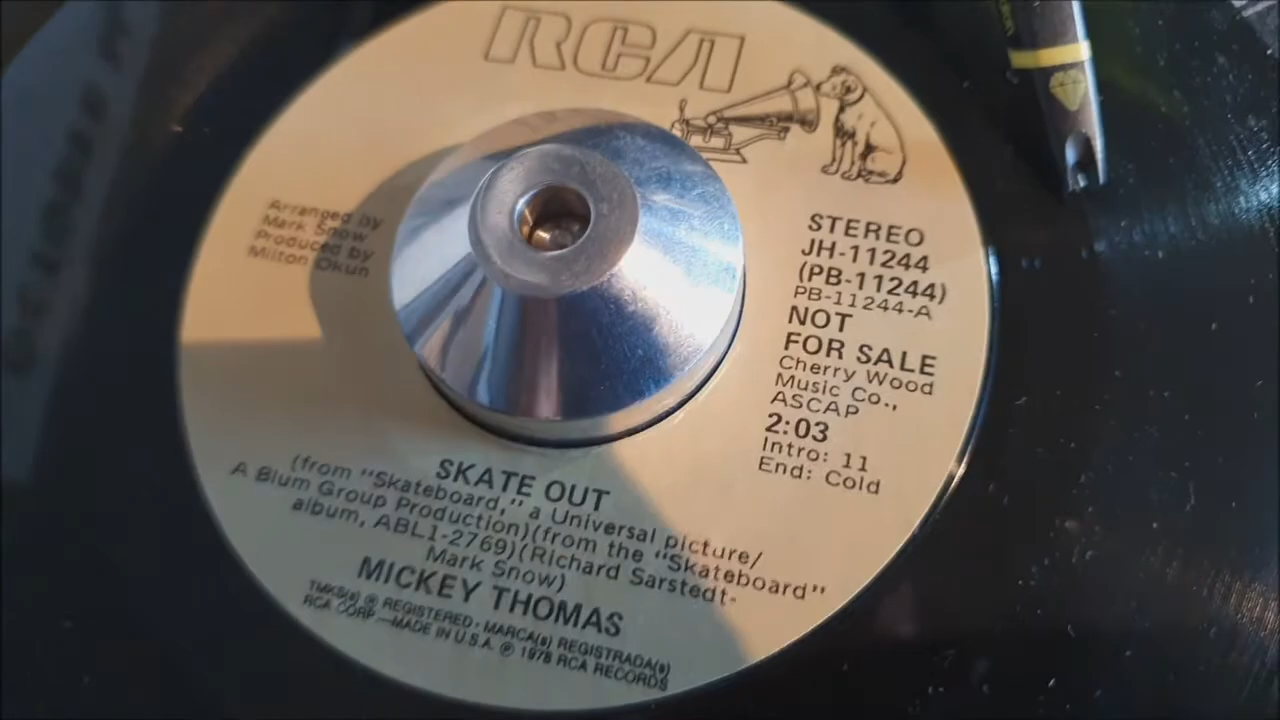 RCA
Arranged by
Mark Snow
Produced by
Milton Okun
STEREO
JH-11244
(PB-11244)
PB-11244-A
NOT
FOR SALE
Cherry Wood
Music Co.,
ASCAP
2:03
Intro: 11
End: Cold
SKATE OUT
(from "Skateboard," a Universal picture/
A Blum Group Production)(from the "Skateboard"
album, ABL1-2769)(Richard Sarstedt-
Mark Snow)
MICKEY THOMAS
TMKS(s) ® REGISTERED · MARCA(s) REGISTRADA(s)
RCA CORP.—MADE IN U.S.A. ℗ 1978 RCA RECORDS